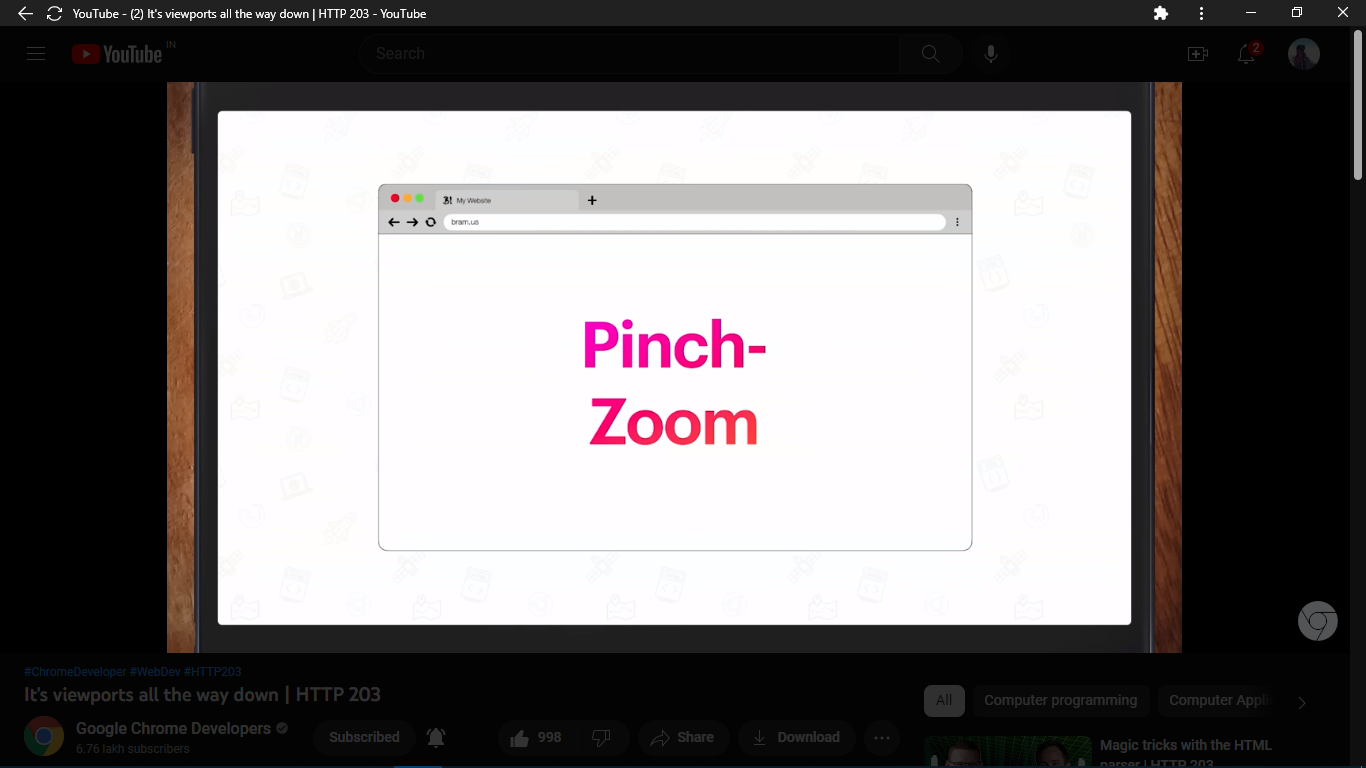 YouTube - (2) It's viewports all the way down | HTTP 203 - YouTube
YouTube IN
Search
2
3! My Website
bram.us
Pinch-
Zoom
#ChromeDeveloper #WebDev #HTTP203
It's viewports all the way down | HTTP 203
Google Chrome Developers
6.76 lakh subscribers
Subscribed
998
Share
Download
All
Computer programming
Computer Appli
Magic tricks with the HTML
parser | HTTP 203